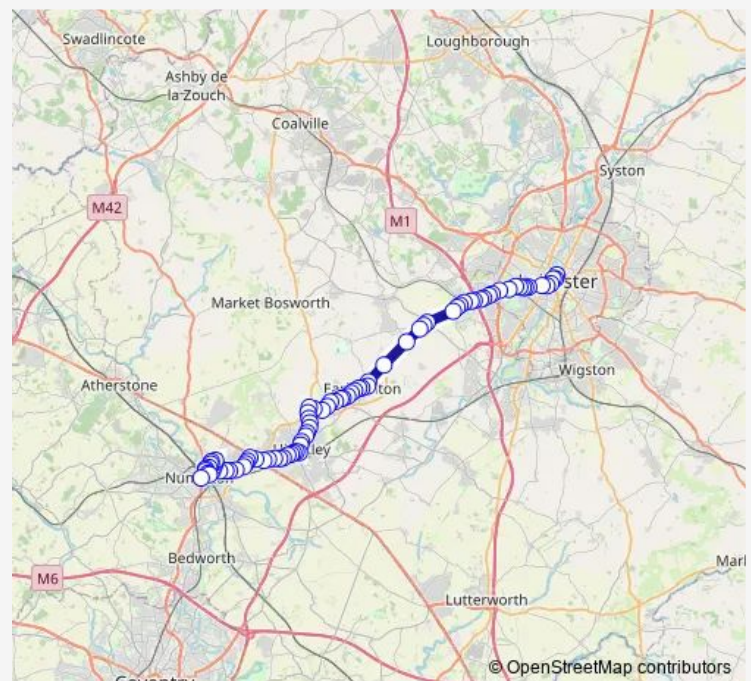 Swadlincote
Loughborough
Ashby de
la Zouch
Coalville
Syston
M42
M1
Market Bosworth
Atherstone
Wigston
Bedworth
M6
Lutterworth
© OpenStreetMap contributors